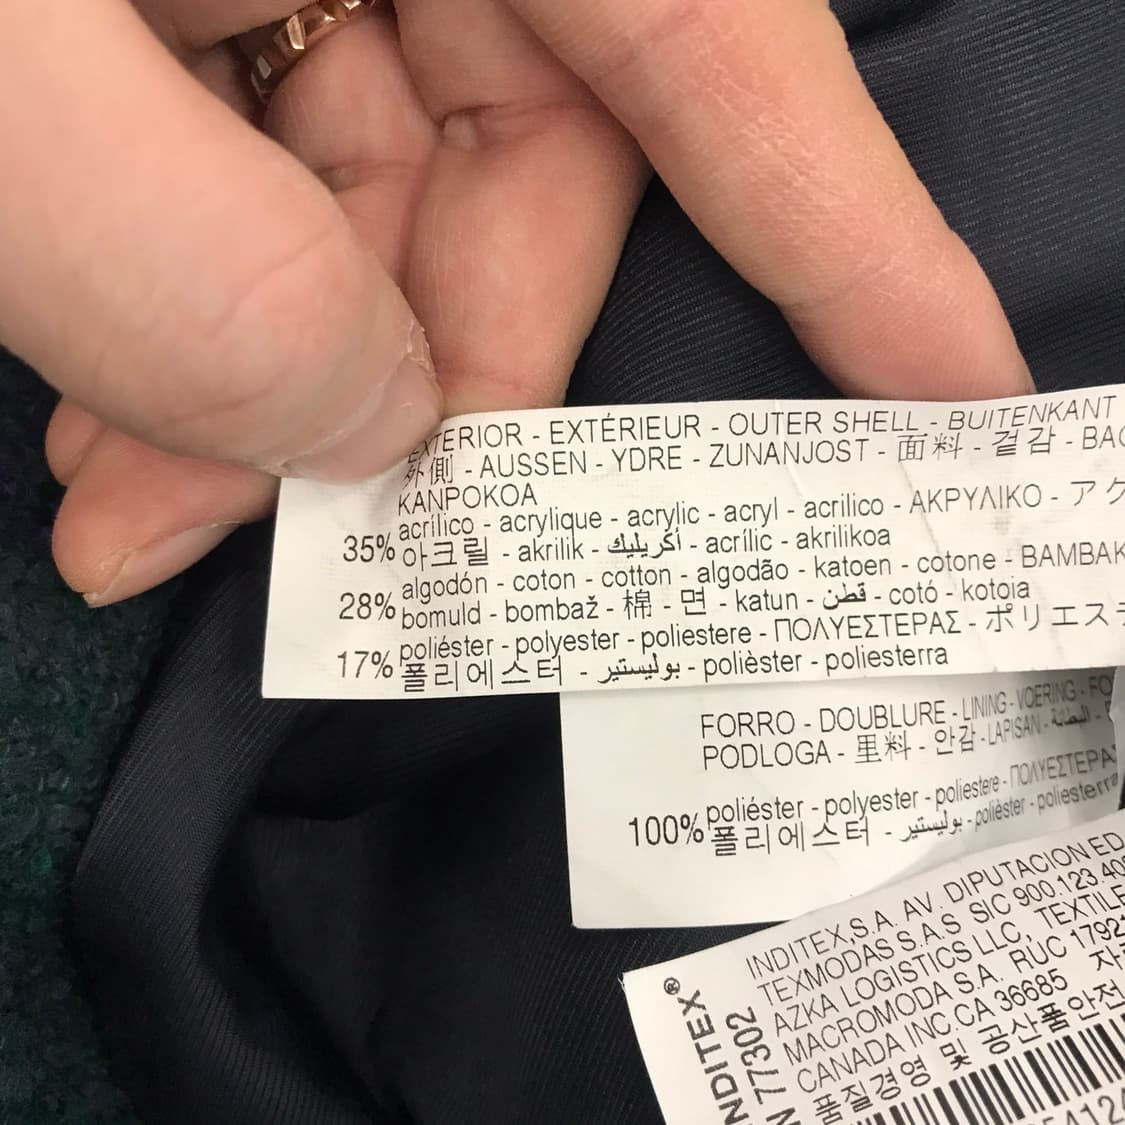 EXTERIOR - EXTÉRIEUR - OUTER SHELL - BUITENKANT
外側 - AUSSEN - YDRE - ZUNANJOST - 面料 - 겉감 -
KANPOKOA
35% acrílico - acrylique - acrylic - acryl - acrilico - ΑΚΡΥΛΙΚΟ -
아크릴 - akrilik - أكريليك - acrílic - akrilikoa
28% algodón - coton - cotton - algodão - katoen - cotone -
bomuld - bombaž - 棉 - 면 - katun - قطن - cotó - kotoia
17% poliéster - polyester - poliestere - ΠΟΛΥΕΣΤΕΡΑΣ -
폴리에스터 - بوليستير - polièster - poliesterra
FORRO - DOUBLURE - LINING - VOERING -
PODLOGA - 里料 - 안감 - LAPISAN - البطانة -
100% poliéster - polyester - poliestere -
폴리에스터 - بوليستير - polièster - poliesterra
INDITEX,S.A. AV. DIPUTACION
TEXMODAS S.A.S SIC 900.123.
AZKA LOGISTICS LLC,
MACROMODA S.A. RUC
CANADA INC.CA 36685
품질경영 및 공산품안전
INDITEX®
77302